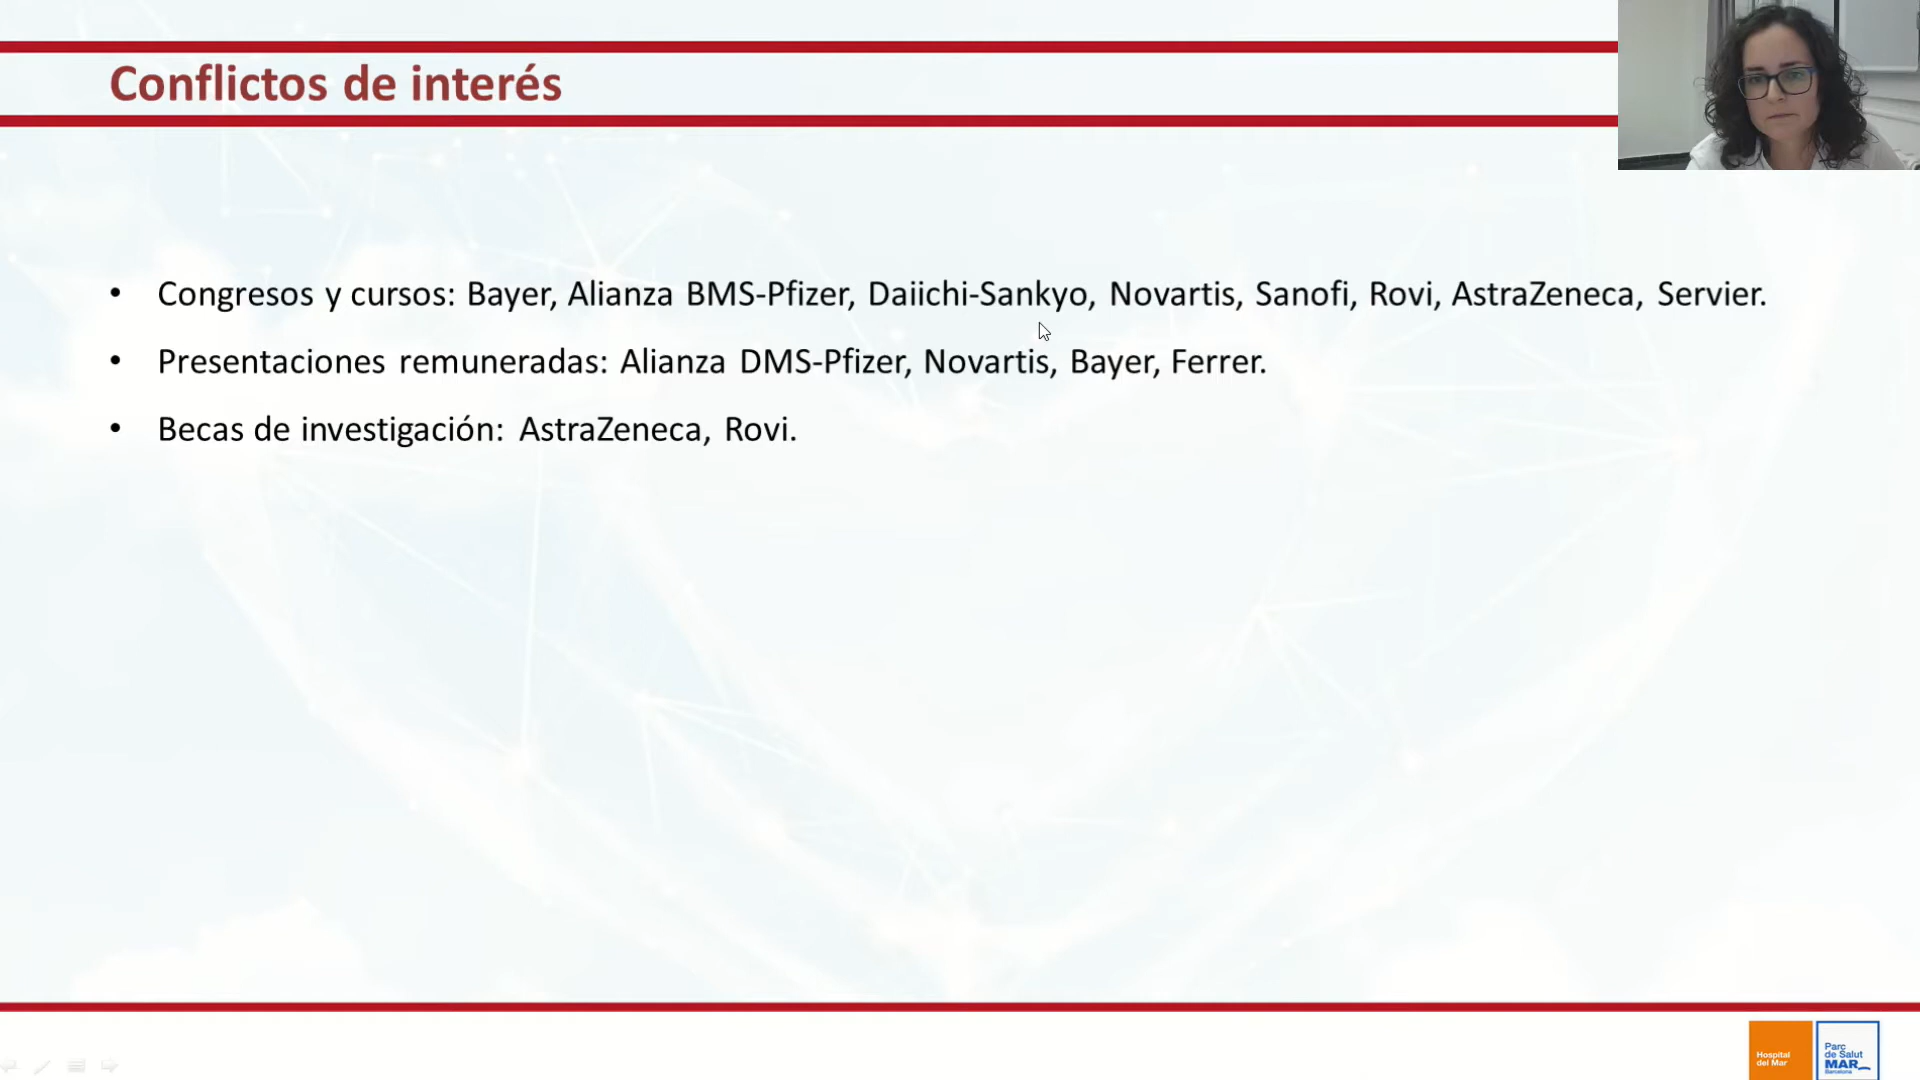 Conflictos de interés
• Congresos y cursos: Bayer, Alianza BMS-Pfizer, Daiichi-Sankyo, Novartis, Sanofi, Rovi, AstraZeneca, Servier.
• Presentaciones remuneradas: Alianza DMS-Pfizer, Novartis, Bayer, Ferrer.
• Becas de investigación: AstraZeneca, Rovi.
Hospital
del Mar
Parc
de Salut
MAR
Barcelona